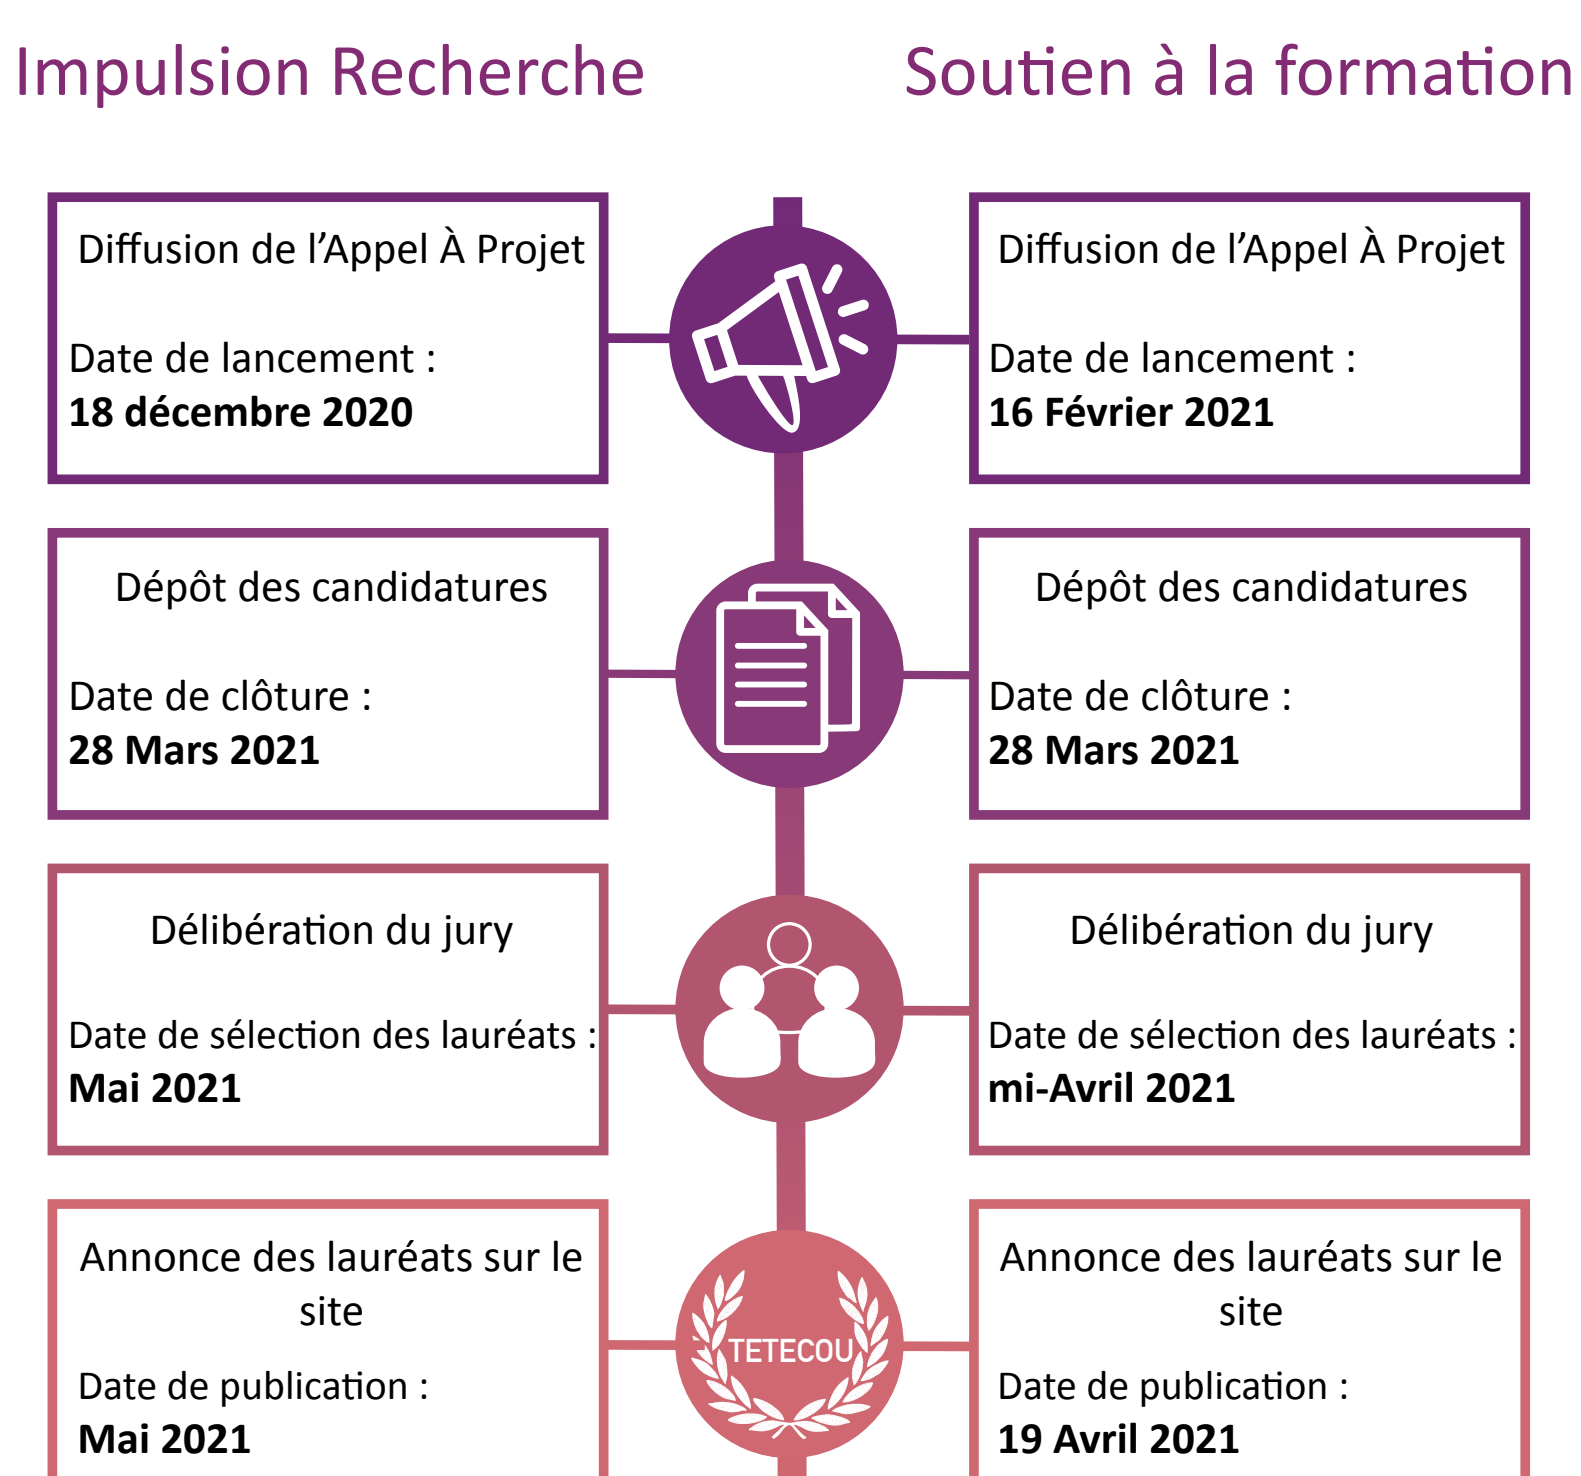 Impulsion Recherche
Soutien à la formation
Diffusion de l'Appel À Projet
Date de lancement :
18 décembre 2020
Diffusion de l'Appel À Projet
Date de lancement :
16 Février 2021
Dépôt des candidatures
Date de clôture :
28 Mars 2021
Dépôt des candidatures
Date de clôture :
28 Mars 2021
Délibération du jury
Date de sélection des lauréats :
Mai 2021
Délibération du jury
Date de sélection des lauréats :
mi-Avril 2021
Annonce des lauréats sur le
site
Date de publication :
Mai 2021
TETECOU
Annonce des lauréats sur le
site
Date de publication :
19 Avril 2021